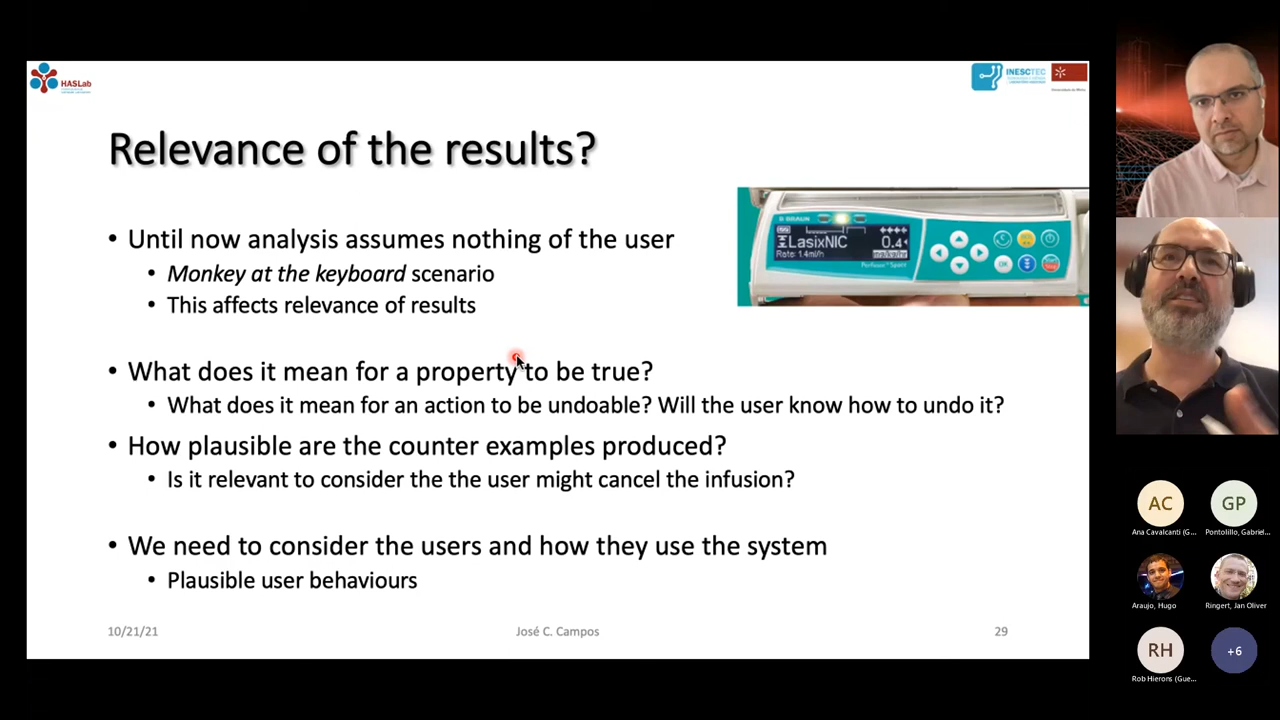 HASLab
INESCTEC
Relevance of the results?
• Until now analysis assumes nothing of the user
• Monkey at the keyboard scenario
• This affects relevance of results
B BRAUN
LasixNIC 0.4
Rate: 1.4ml/h
Perfusor® Space
OK
• What does it mean for a property to be true?
• What does it mean for an action to be undoable? Will the user know how to undo it?
• How plausible are the counter examples produced?
• Is it relevant to consider the the user might cancel the infusion?
• We need to consider the users and how they use the system
• Plausible user behaviours
10/21/21
José C. Campos
29
AC
GP
Ana Cavalcanti (G...
Pontolillo, Gabriel...
Araujo, Hugo
Ringert, Jan Oliver
RH
+6
Rob Hierons (Gue...